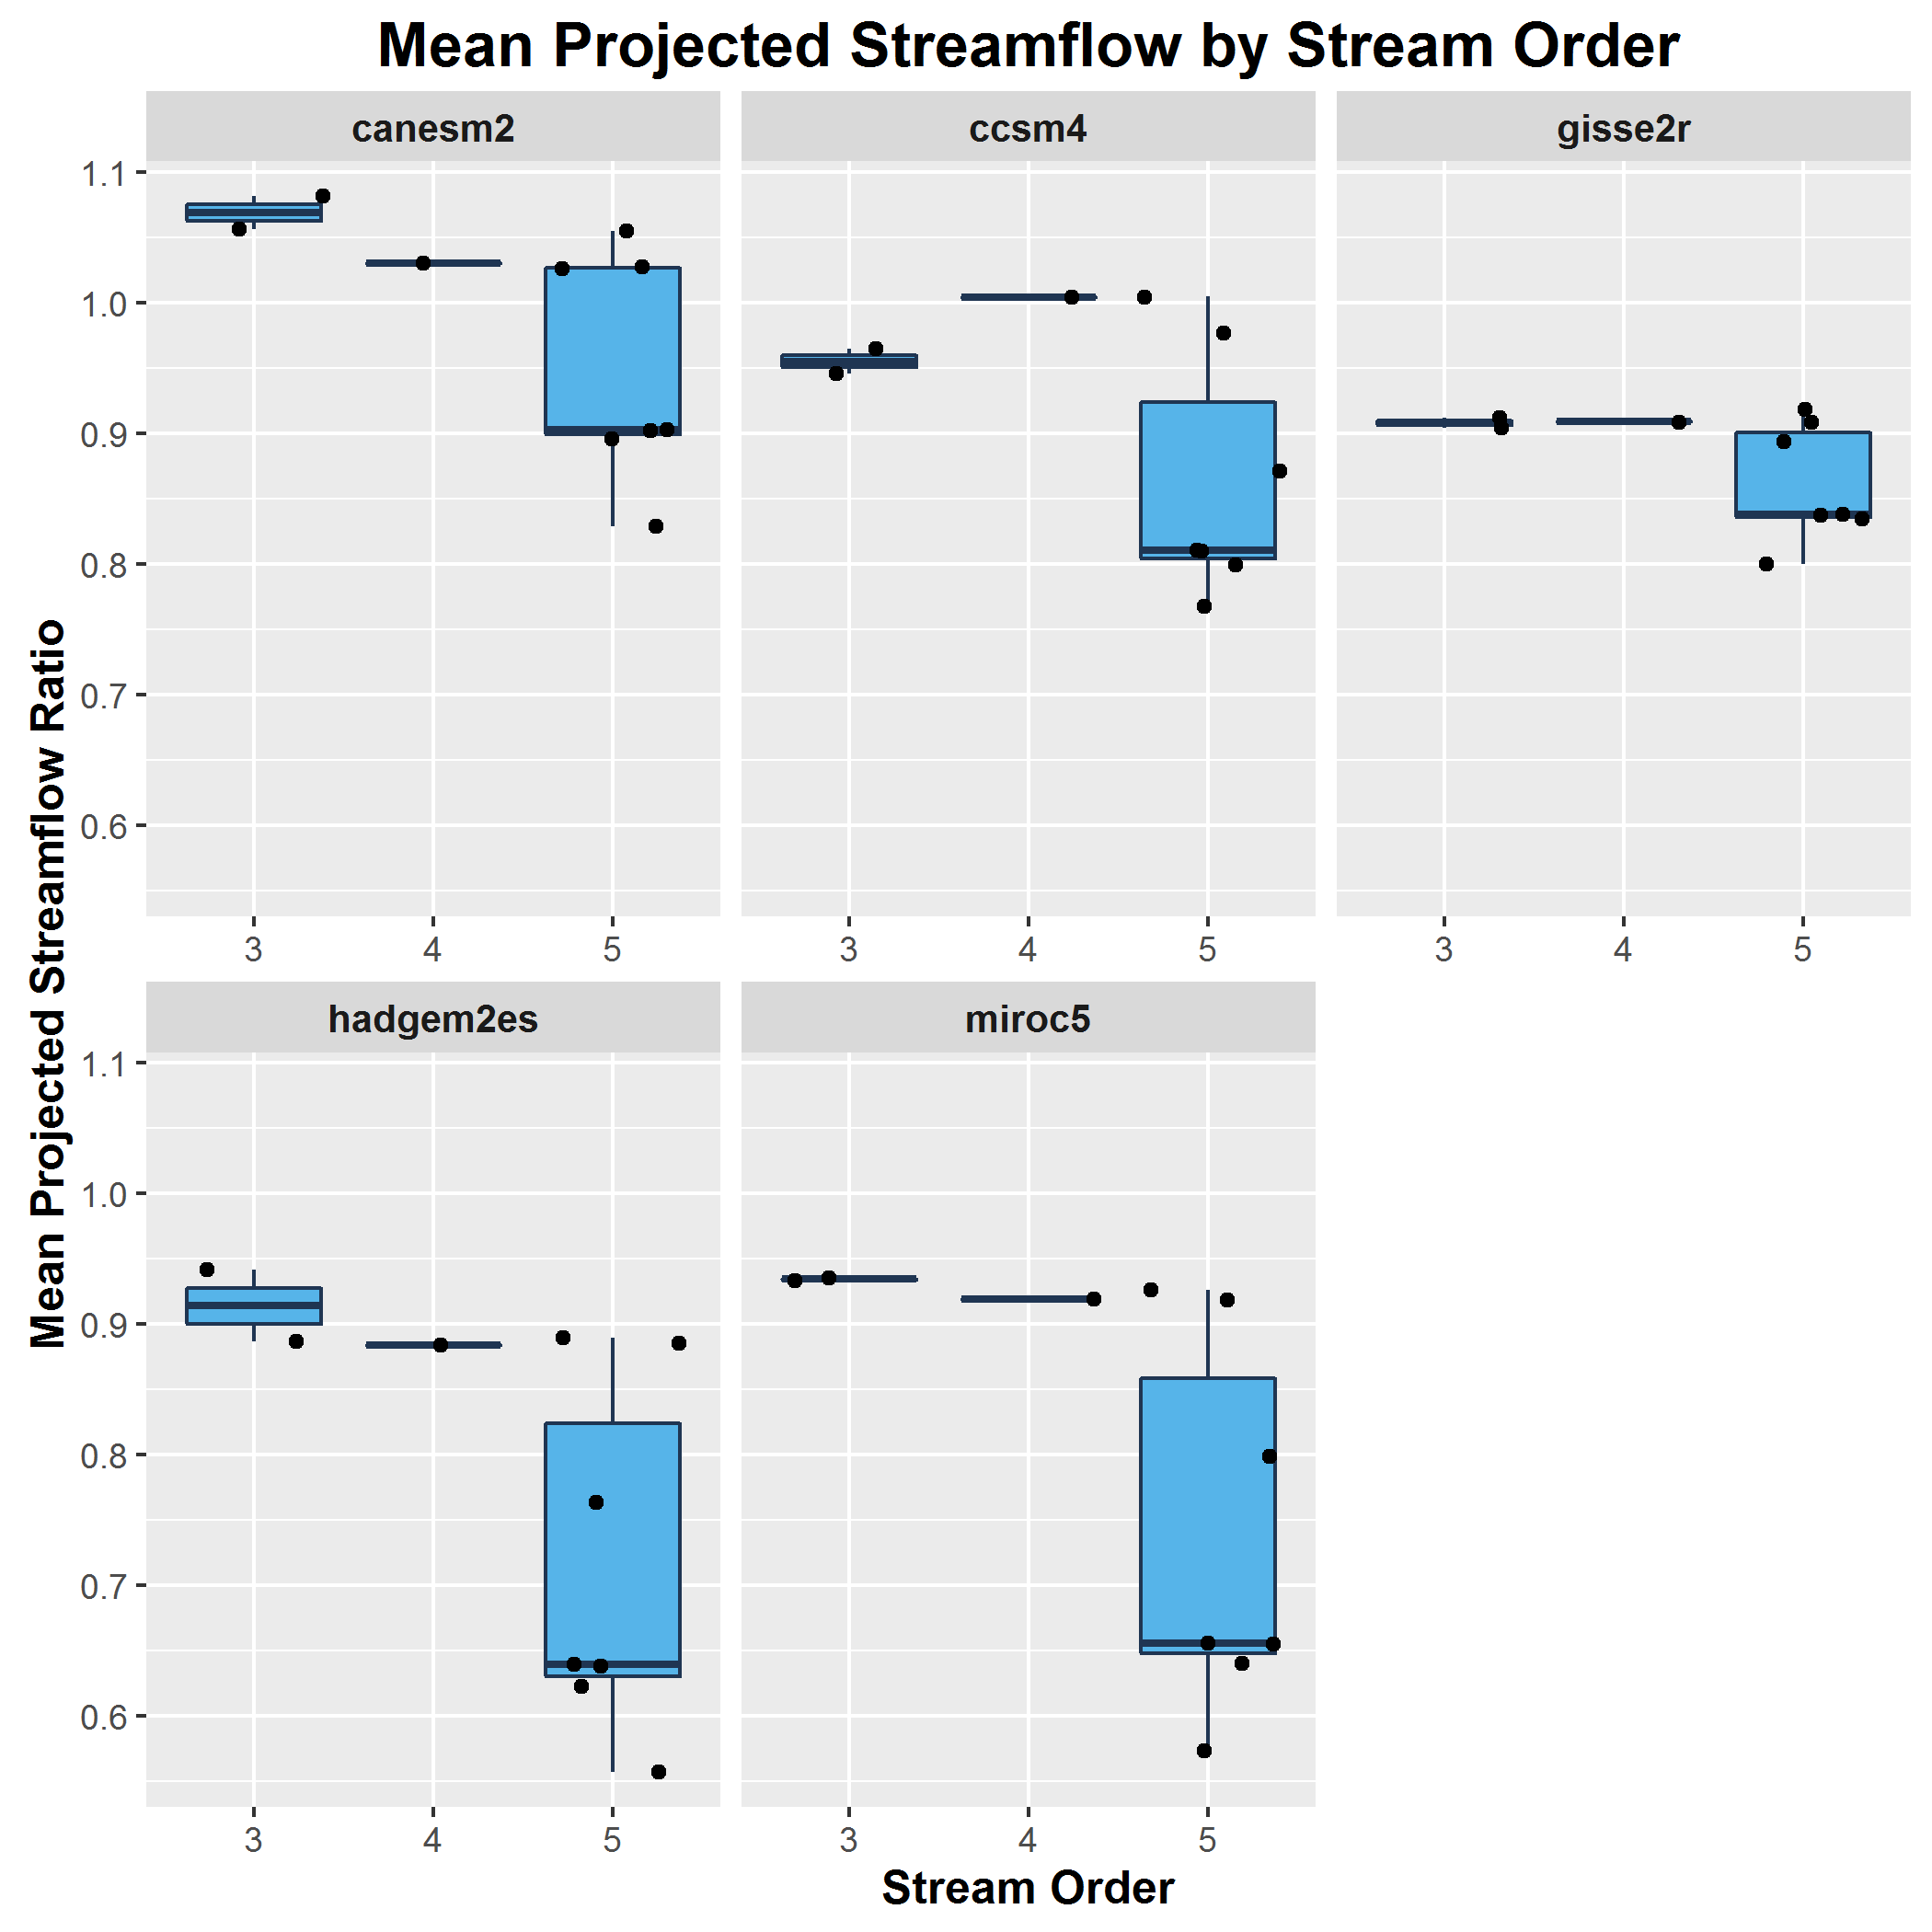 Mean Projected Streamflow by Stream Order
canesm2
ccsm4
gisse2r
1.1
1.0
0.9
0.8
0.7
0.6
3 4 5
3 4 5
3 4 5
Mean Projected Streamflow Ratio
hadgem2es
miroc5
1.1
1.0
0.9
0.8
0.7
0.6
3 4 5
3 4 5
Stream Order